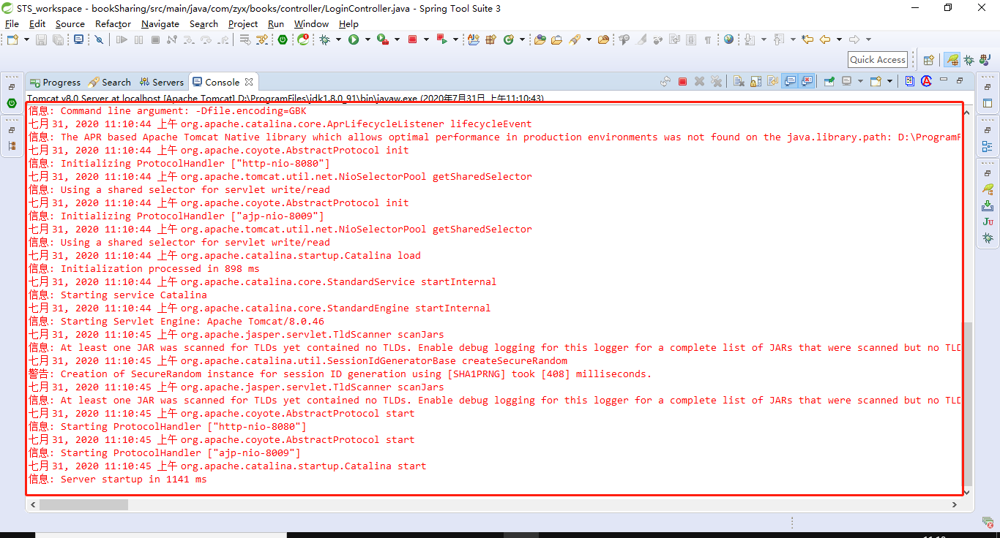 STS_workspace - bookSharing/src/main/java/com/zyx/books/controller/LoginController.java - Spring Tool Suite 3
File Edit Source Refactor Navigate Search Project Run Window Help
Quick Access
Progress Search Servers Console
Tomcat v8.0 Server at localhost [Apache Tomcat] D:\ProgramFiles\jdk1.8.0_91\bin\javaw.exe (2020年7月31日 上午11:10:43)
信息: Command line argument: -Dfile.encoding=GBK
七月 31, 2020 11:10:44 上午 org.apache.catalina.core.AprLifecycleListener lifecycleEvent
信息: The APR based Apache Tomcat Native library which allows optimal performance in production environments was not found on the java.library.path: D:\ProgramF
七月 31, 2020 11:10:44 上午 org.apache.coyote.AbstractProtocol init
信息: Initializing ProtocolHandler ["http-nio-8080"]
七月 31, 2020 11:10:44 上午 org.apache.tomcat.util.net.NioSelectorPool getSharedSelector
信息: Using a shared selector for servlet write/read
七月 31, 2020 11:10:44 上午 org.apache.coyote.AbstractProtocol init
信息: Initializing ProtocolHandler ["ajp-nio-8009"]
七月 31, 2020 11:10:44 上午 org.apache.tomcat.util.net.NioSelectorPool getSharedSelector
信息: Using a shared selector for servlet write/read
七月 31, 2020 11:10:44 上午 org.apache.catalina.startup.Catalina load
信息: Initialization processed in 898 ms
七月 31, 2020 11:10:44 上午 org.apache.catalina.core.StandardService startInternal
信息: Starting service Catalina
七月 31, 2020 11:10:44 上午 org.apache.catalina.core.StandardEngine startInternal
信息: Starting Servlet Engine: Apache Tomcat/8.0.46
七月 31, 2020 11:10:45 上午 org.apache.jasper.servlet.TldScanner scanJars
信息: At least one JAR was scanned for TLDs yet contained no TLDs. Enable debug logging for this logger for a complete list of JARs that were scanned but no TLD
七月 31, 2020 11:10:45 上午 org.apache.catalina.util.SessionIdGeneratorBase createSecureRandom
警告: Creation of SecureRandom instance for session ID generation using [SHA1PRNG] took [408] milliseconds.
七月 31, 2020 11:10:45 上午 org.apache.jasper.servlet.TldScanner scanJars
信息: At least one JAR was scanned for TLDs yet contained no TLDs. Enable debug logging for this logger for a complete list of JARs that were scanned but no TLD
七月 31, 2020 11:10:45 上午 org.apache.coyote.AbstractProtocol start
信息: Starting ProtocolHandler ["http-nio-8080"]
七月 31, 2020 11:10:45 上午 org.apache.coyote.AbstractProtocol start
信息: Starting ProtocolHandler ["ajp-nio-8009"]
七月 31, 2020 11:10:45 上午 org.apache.catalina.startup.Catalina start
信息: Server startup in 1141 ms